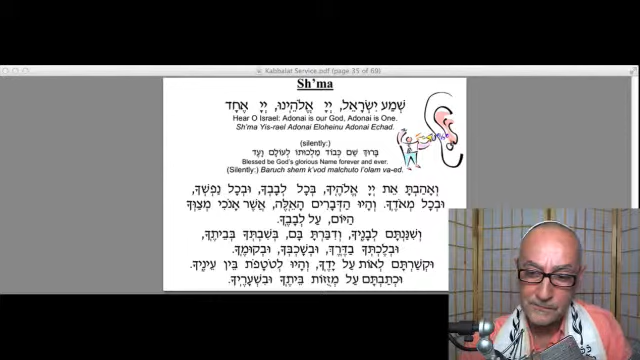 Kabbalat Service.pdf (page 35 of 69)
Sh'ma
שְׁמַע יִשְׂרָאֵל, יְיָ אֱלֹהֵינוּ, יְיָ אֶחָד
Hear O Israel: Adonai is our God, Adonai is One.
Sh'ma Yis-rael Adonai Eloheinu Adonai Echad.
(silently):
בָּרוּךְ שֵׁם כְּבוֹד מַלְכוּתוֹ לְעוֹלָם וָעֶד
Blessed be God's glorious Name forever and ever.
(Silently:) Baruch shem k'vod malchuto l'olam va-ed.
וְאָהַבְתָּ אֵת יְיָ אֱלֹהֶיךָ, בְּכָל לְבָבְךָ, וּבְכָל נַפְשְׁךָ,
וּבְכָל מְאֹדֶךָ. וְהָיוּ הַדְּבָרִים הָאֵלֶּה, אֲשֶׁר אָנֹכִי מְצַוְּךָ
הַיּוֹם, עַל לְבָבֶךָ.
וְשִׁנַּנְתָּם לְבָנֶיךָ, וְדִבַּרְתָּ בָּם, בְּשִׁבְתְּךָ בְּבֵיתֶךָ,
וּבְלֶכְתְּךָ בַדֶּרֶךְ, וּבְשָׁכְבְּךָ, וּבְקוּמֶךָ.
וּקְשַׁרְתָּם לְאוֹת עַל יָדֶךָ, וְהָיוּ לְטֹטָפֹת בֵּין עֵינֶיךָ.
וּכְתַבְתָּם עַל מְזֻזוֹת בֵּיתֶךָ וּבִשְׁעָרֶיךָ.